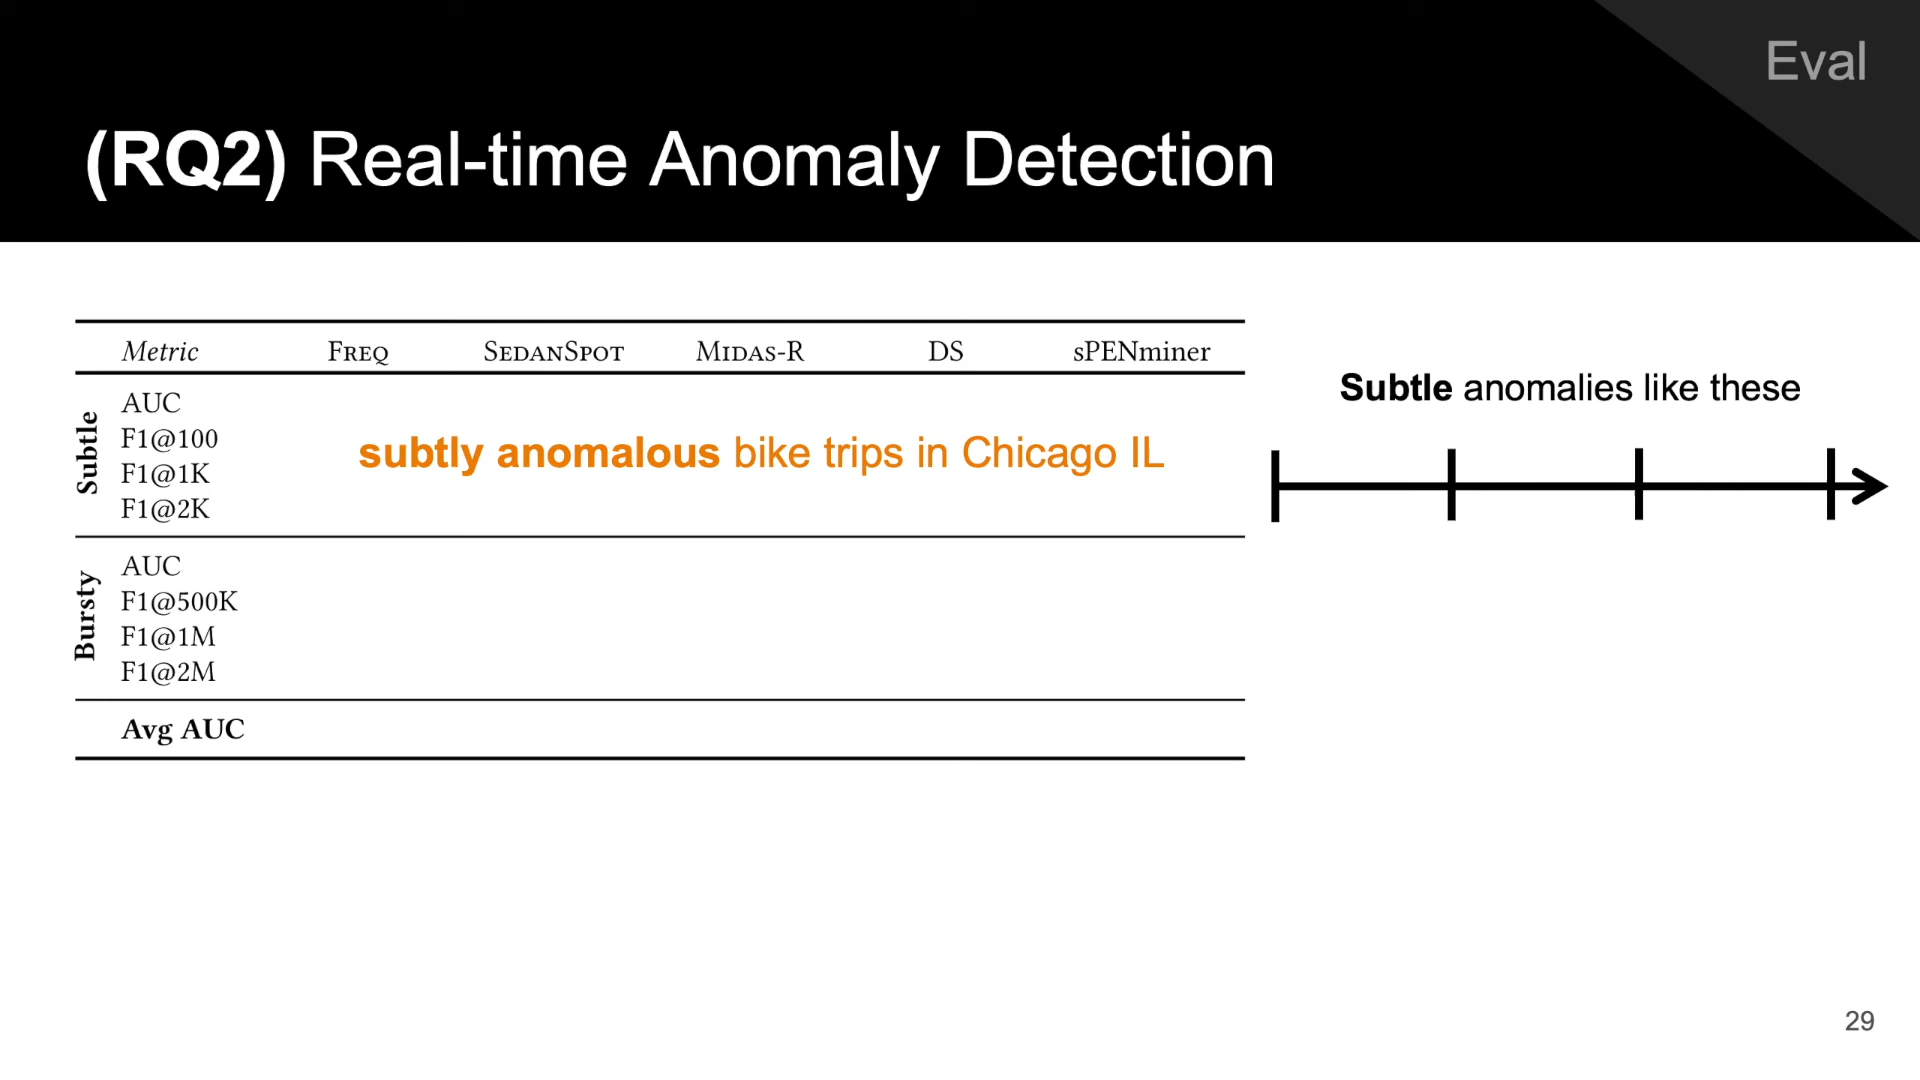 Eval
(RQ2) Real-time Anomaly Detection
Metric FREQ SEDANSPOT MIDAS-R DS sPENminer
Subtle
AUC
F1@100
F1@1K
F1@2K
subtly anomalous bike trips in Chicago IL
Bursty
AUC
F1@500K
F1@1M
F1@2M
Avg AUC
Subtle anomalies like these
29